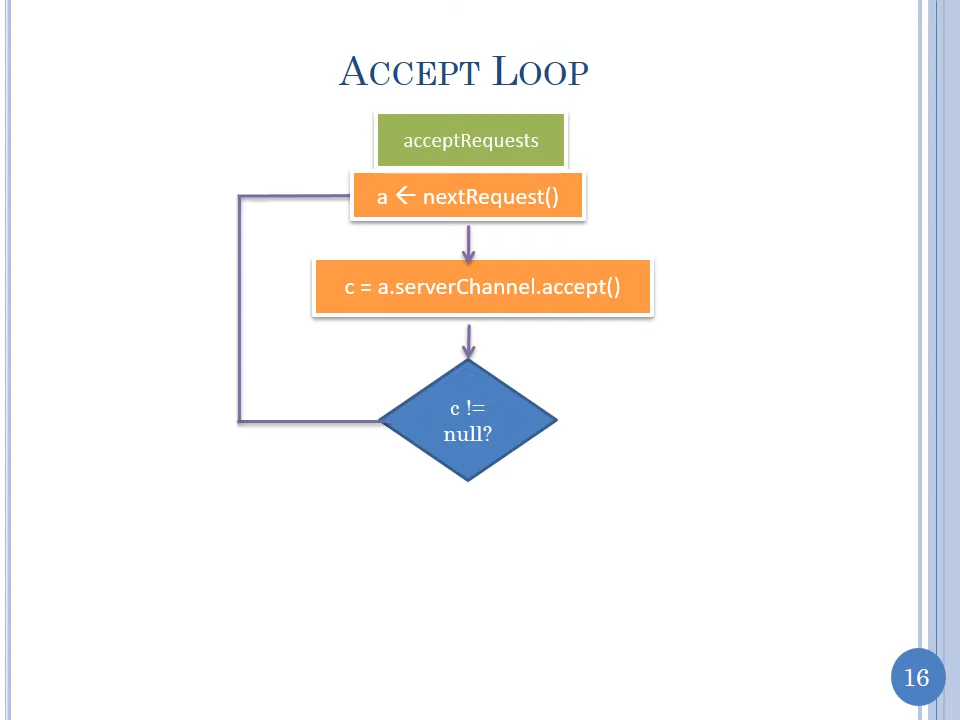 ACCEPT LOOP
acceptRequests
a ← nextRequest()
c = a.serverChannel.accept()
c !=
null?
16